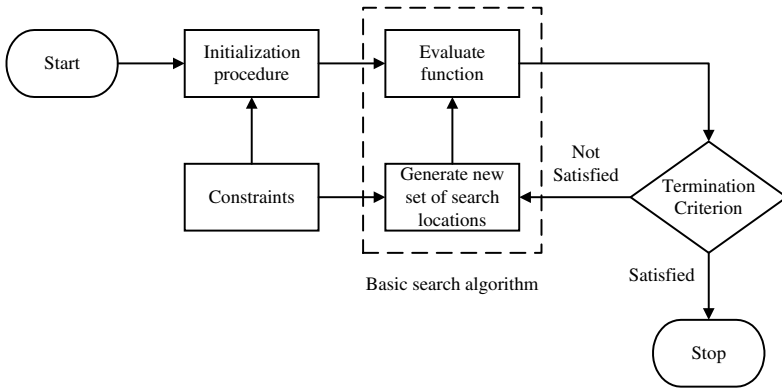 Start
Initialization
procedure
Evaluate
function
Constraints
Generate new
set of search
locations
Not
Satisfied
Termination
Criterion
Basic search algorithm
Satisfied
Stop